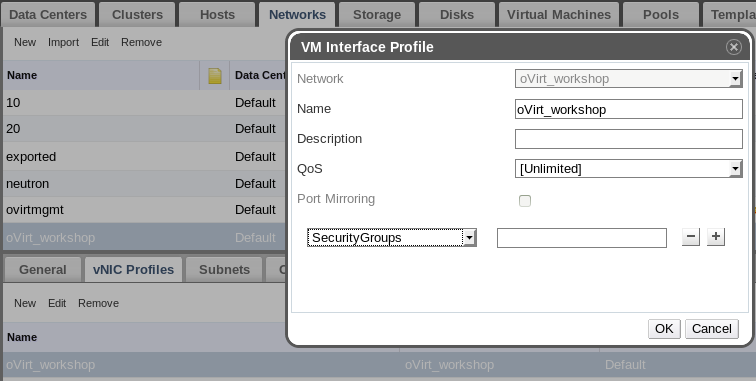 Data Centers Clusters Hosts Networks Storage Disks Virtual Machines Pools
New Import Edit Remove
Name Data Cent
10 Default
20 Default
exported Default
neutron Default
ovirtmgmt Default
oVirt_workshop Default
General vNIC Profiles Subnets
New Edit Remove
Name
oVirt_workshop oVirt_workshop Default
VM Interface Profile
Network oVirt_workshop
Name oVirt_workshop
Description
QoS [Unlimited]
Port Mirroring
SecurityGroups
OK Cancel